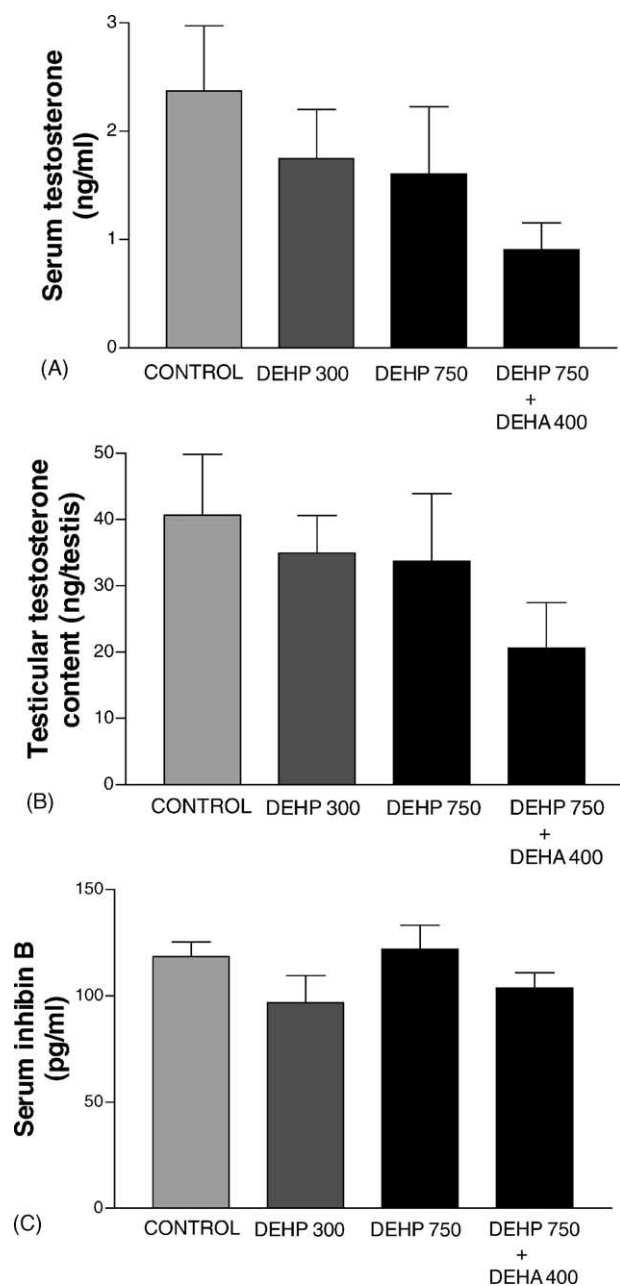 Serum testosterone
(ng/ml)
3
2
1
0
(A)
CONTROL
DEHP 300
DEHP 750
DEHP 750
+
DEHA 400
Testicular testosterone
content (ng/testis)
50
40
30
20
10
0
(B)
CONTROL
DEHP 300
DEHP 750
DEHP 750
+
DEHA 400
Serum inhibin B
(pg/ml)
150
100
50
0
(C)
CONTROL
DEHP 300
DEHP 750
DEHP 750
+
DEHA 400